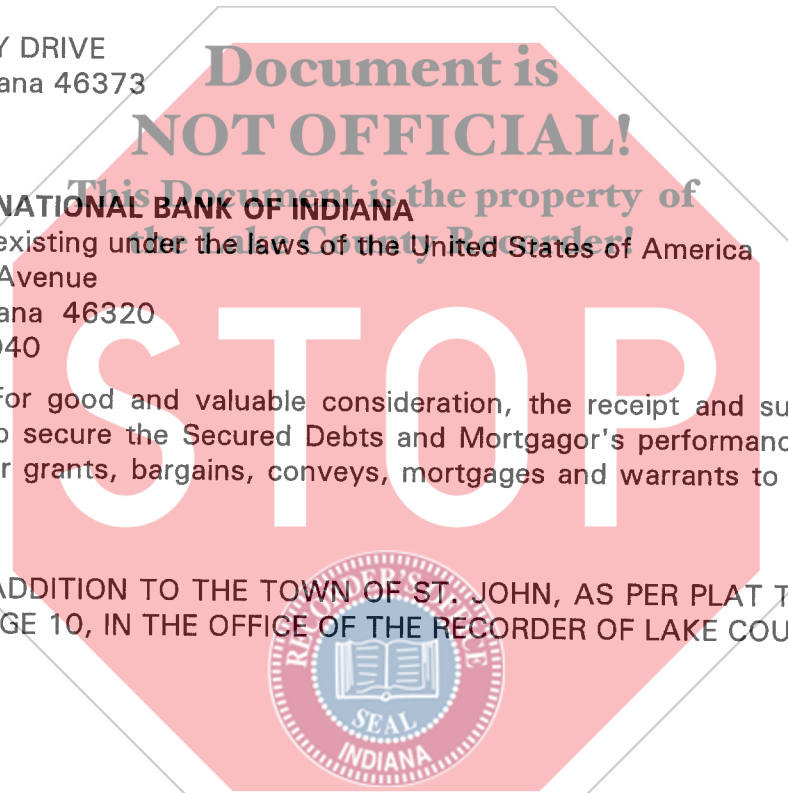 Y DRIVE
Document is
ana 46373
NOT OFFICIAL!
This Document is the property of
NATIONAL BANK OF INDIANA
the Lake County Recorder!
existing under the laws of the United States of America
Avenue
ana 46320
040
STOP
for good and valuable consideration, the receipt and su
o secure the Secured Debts and Mortgagor's performanc
r grants, bargains, conveys, mortgages and warrants to
ADDITION TO THE TOWN OF ST. JOHN, AS PER PLAT T
GE 10, IN THE OFFICE OF THE RECORDER OF LAKE COU
RECORDER'S OFFICE
SEAL
INDIANA